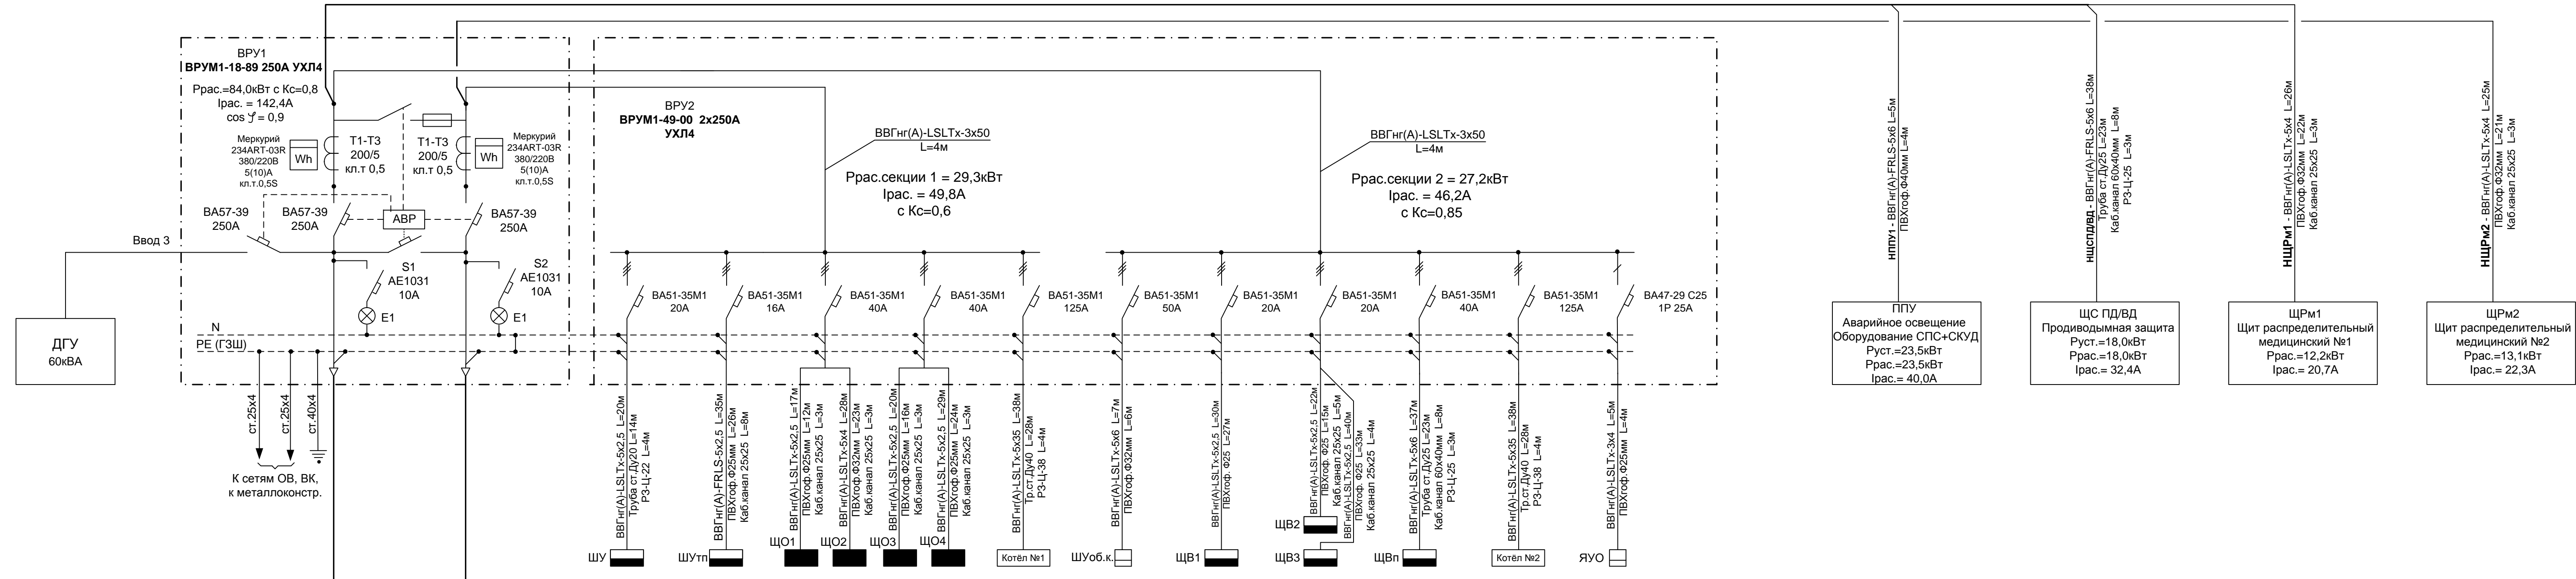 ВРУ1
ВРУМ1-18-89 250А УХЛ4
Ррас.=84,0кВт с Кс=0,8
Iрас. = 142,4А
cos φ = 0,9
Меркурий
234ART-03R
380/220В
5(10)А
кл.т.0,5S
Wh
Т1-Т3
200/5
кл.т 0,5
Т1-Т3
200/5
кл.т 0,5
Wh
Меркурий
234ART-03R
380/220В
5(10)А
кл.т.0,5S
ВА57-39
250А
ВА57-39
250А
АВР
ВА57-39
250А
Ввод 3
S1
АЕ1031
10А
Е1
S2
АЕ1031
10А
Е1
N
РЕ (ГЗШ)
ДГУ
60кВА
ст.25х4
ст.25х4
ст.40х4
К сетям ОВ, ВК,
к металлоконстр.
ВРУ2
ВРУМ1-49-00 2х250А
УХЛ4
ВВГнг(А)-LSLTx-3х50
L=4м
Ррас.секции 1 = 29,3кВт
Iрас. = 49,8А
с Кс=0,6
ВВГнг(А)-LSLTx-3х50
L=4м
Ррас.секции 2 = 27,2кВт
Iрас. = 46,2А
с Кс=0,85
ВА51-35М1
20А
ВА51-35М1
16А
ВА51-35М1
40А
ВА51-35М1
40А
ВА51-35М1
125А
ВА51-35М1
50А
ВА51-35М1
20А
ВА51-35М1
20А
ВА51-35М1
40А
ВА51-35М1
125А
ВА47-29 С25
1Р 25А
ВВГнг(А)-LSLTx-5х2,5 L=20м
Труба ст.Ду20 L=14м
РЗ-Ц-22 L=4м
ВВГнг(А)-FRLS-5х2,5 L=35м
ПВХгоф.Ф25мм L=26м
Каб.канал 25х25 L=8м
ВВГнг(А)-LSLTx-5х2,5 L=17м
ПВХгоф.Ф25мм L=12м
Каб.канал 25х25 L=3м
ВВГнг(А)-LSLTx-5х4 L=28м
ПВХгоф.Ф32мм L=23м
Каб.канал 25х25 L=3м
ВВГнг(А)-LSLTx-5х2,5 L=20м
ПВХгоф.Ф25мм L=16м
Каб.канал 25х25 L=3м
ВВГнг(А)-LSLTx-5х2,5 L=29м
ПВХгоф.Ф25мм L=24м
Каб.канал 25х25 L=3м
ВВГнг(А)-LSLTx-5х35 L=38м
Тр.ст.Ду40 L=28м
РЗ-Ц-38 L=4м
ВВГнг(А)-LSLTx-5х6 L=7м
ПВХгоф.Ф32мм L=6м
ВВГнг(А)-LSLTx-5х2,5 L=30м
ПВХгоф. Ф25 L=27м
ВВГнг(А)-LSLTx-5х2,5 L=22м
ПВХгоф. Ф25 L=15м
Каб.канал 25х25 L=5м
ВВГнг(А)-LSLTx-5х2,5 L=40м
ПВХгоф. Ф25 L=33м
Каб.канал 25х25 L=4м
ВВГнг(А)-LSLTx-5х6 L=37м
Труба ст.Ду25 L=23м
Каб.канал 60х40мм L=8м
РЗ-Ц-25 L=3м
ВВГнг(А)-LSLTx-5х35 L=38м
Тр.ст.Ду40 L=28м
РЗ-Ц-38 L=4м
ВВГнг(А)-LSLTx-3х4 L=5м
ПВХгоф.Ф25мм L=4м
ШУ
ШУтп
ЩО1
ЩО2
ЩО3
ЩО4
Котёл №1
ШУоб.к.
ЩВ1
ЩВ2
ЩВ3
ЩВп
Котёл №2
ЯУО
НППУ1 - ВВГнг(А)-FRLS-5х6 L=5м
ПВХгоф.Ф40мм L=4м
НЩСПД/ВД - ВВГнг(А)-FRLS-5х6 L=38м
Труба ст.Ду25 L=23м
Каб.канал 60х40мм L=8м
РЗ-Ц-25 L=3м
НЩРм1 - ВВГнг(А)-LSLTx-5х4 L=26м
ПВХгоф.Ф32мм L=22м
Каб.канал 25х25 L=3м
НЩРм2 - ВВГнг(А)-LSLTx-5х4 L=25м
ПВХгоф.Ф32мм L=21м
Каб.канал 25х25 L=3м
ППУ
Аварийное освещение
Оборудование СПС+СКУД
Руст.=23,5кВт
Ррас.=23,5кВт
Iрас.= 40,0А
ЩС ПД/ВД
Продиводымная защита
Руст.=18,0кВт
Ррас.=18,0кВт
Iрас.= 32,4А
ЩРм1
Щит распределительный
медицинский №1
Ррас.=12,2кВт
Iрас.= 20,7А
ЩРм2
Щит распределительный
медицинский №2
Ррас.=13,1кВт
Iрас.= 22,3А